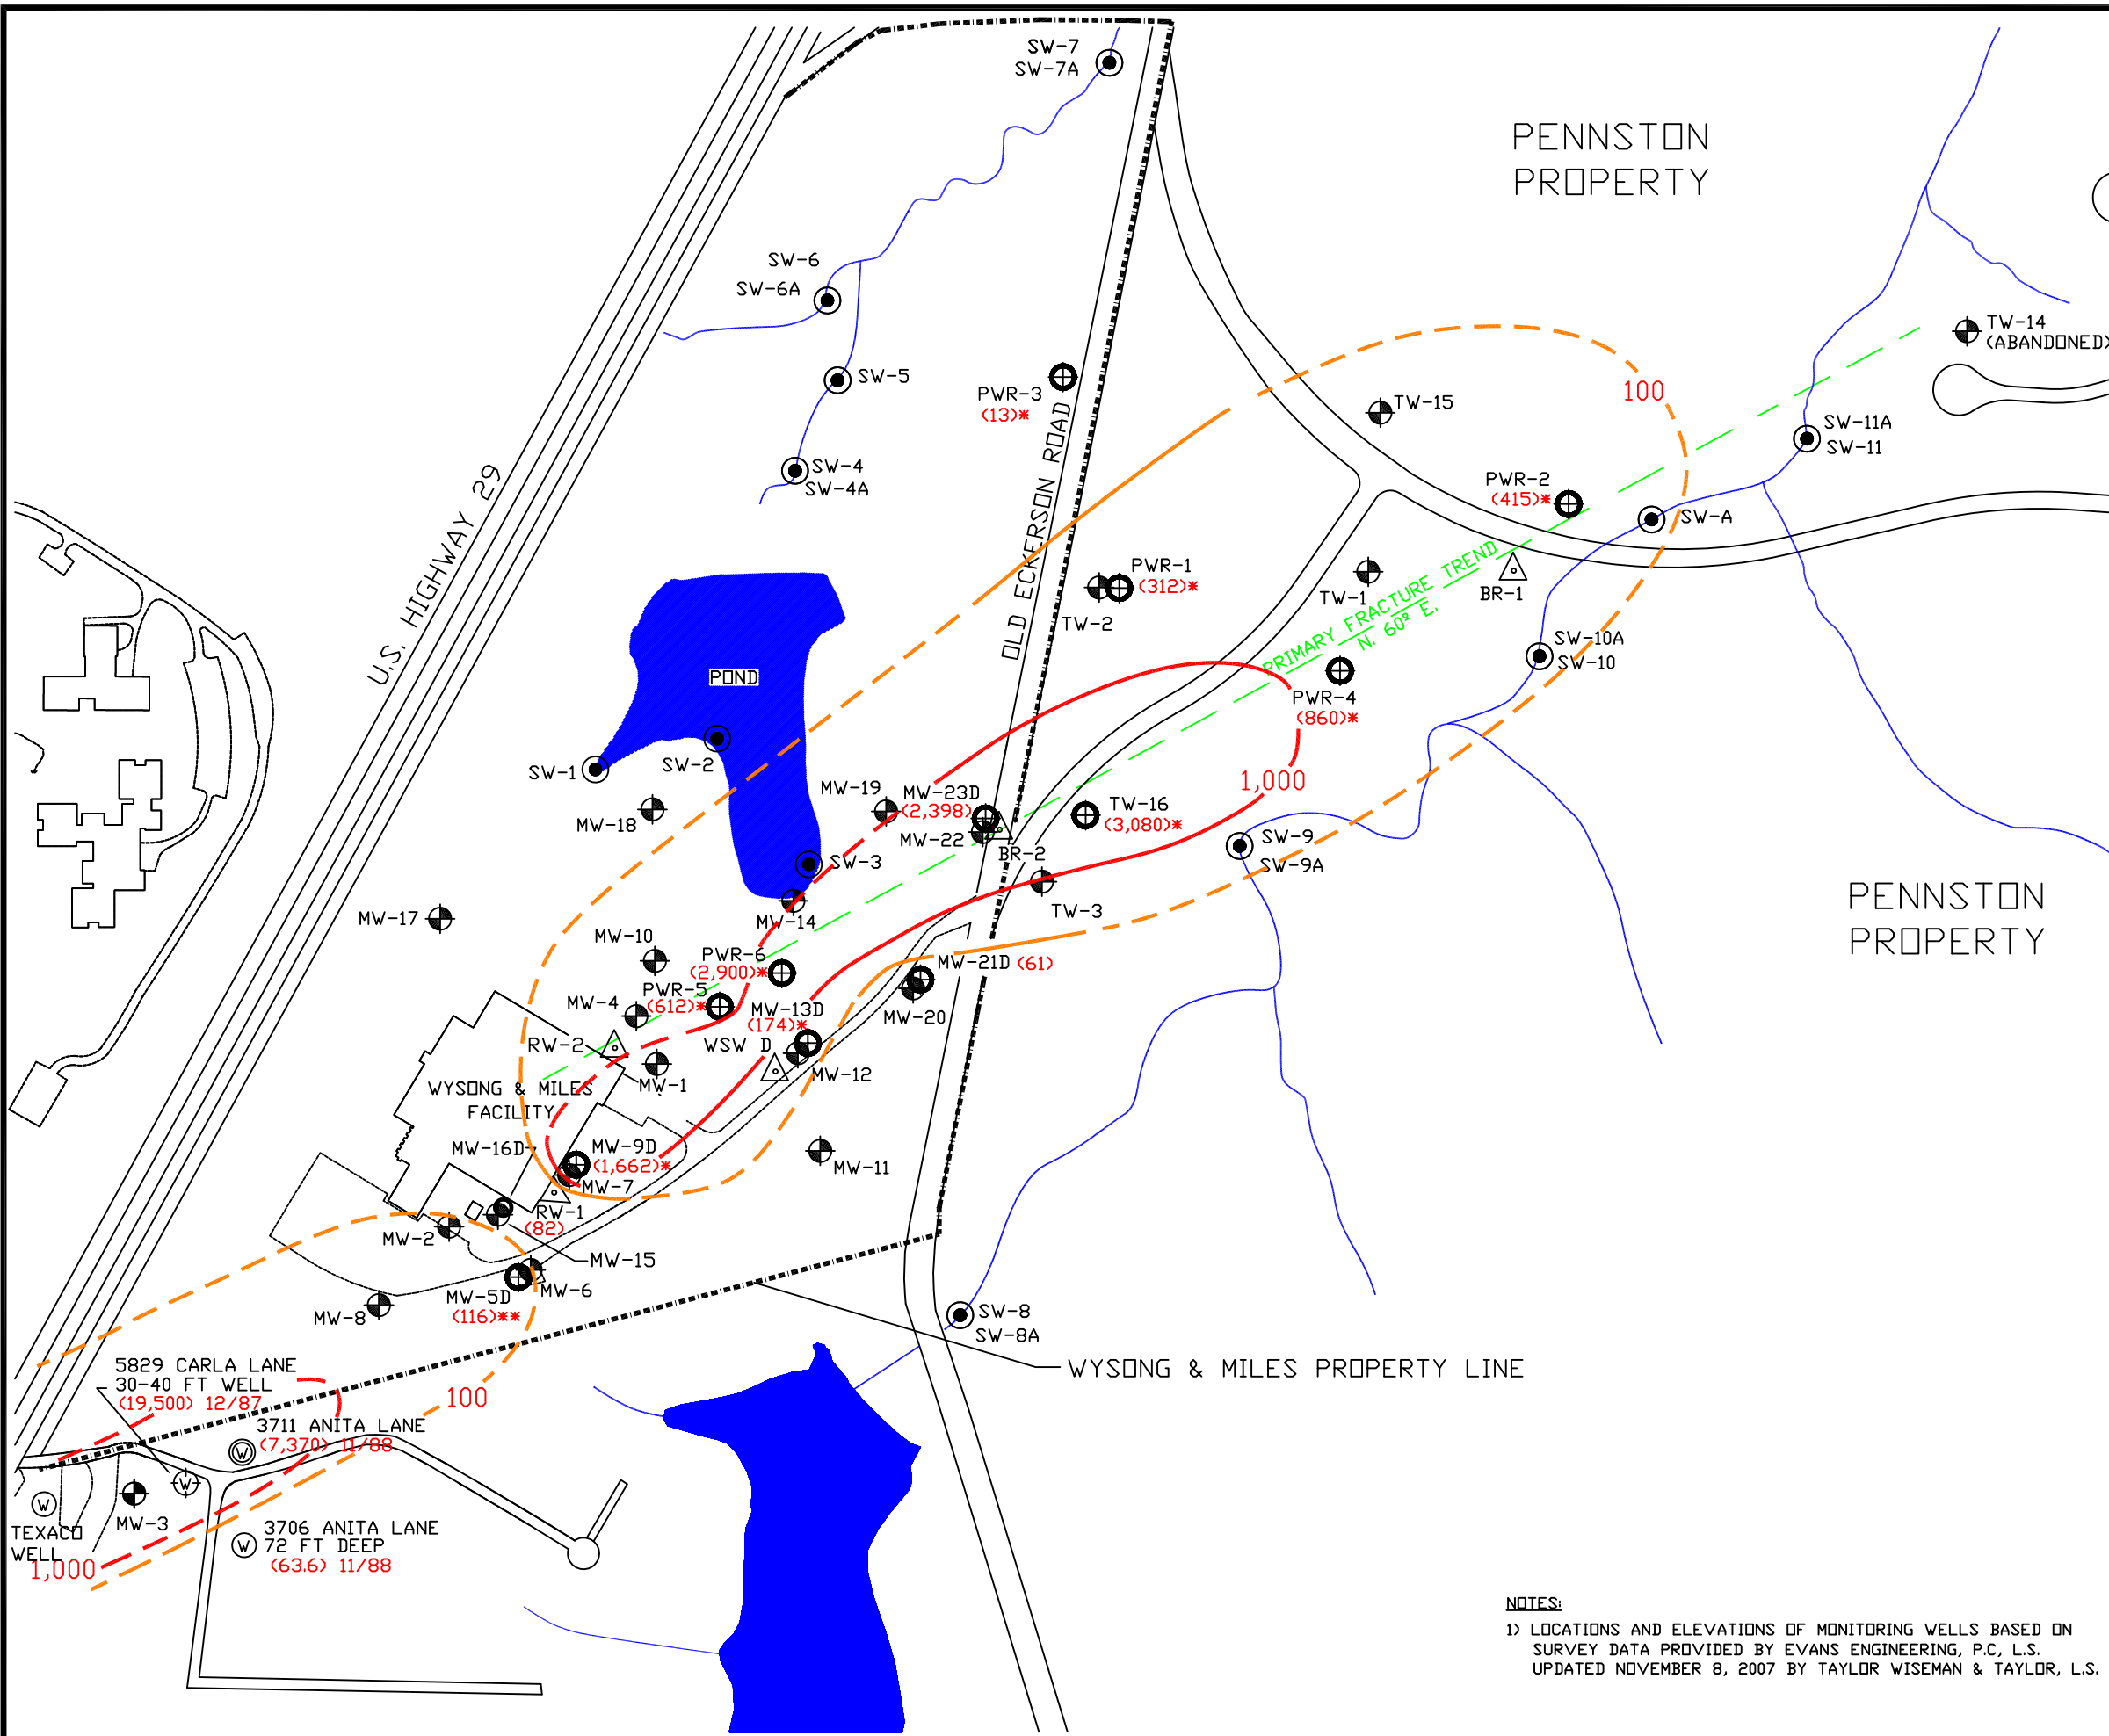 SW-7
SW-7A
PENNSTON
PROPERTY
SW-6
SW-6A
TW-14
(ABANDONED)
SW-5
PWR-3
(13)*
100
TW-15
SW-11A
SW-11
SW-4
SW-4A
U.S. HIGHWAY 29
OLD ECKERSON ROAD
PWR-2
(415)*
SW-A
PWR-1
(312)*
TW-2
TW-1
BR-1
PRIMARY FRACTURE TREND
N. 60° E.
SW-10A
SW-10
POND
PWR-4
(860)*
SW-1
SW-2
1,000
MW-19
MW-23D
(2,398)
TW-16
(3,080)*
MW-18
MW-22
BR-2
SW-9
SW-9A
SW-3
MW-17
MW-14
TW-3
PENNSTON
PROPERTY
MW-10
PWR-6
(2,900)*
MW-21D (61)
PWR-5
(612)*
MW-4
MW-13D
(174)*
MW-20
RW-2
WSW D
MW-12
MW-1
WYSONG & MILES
FACILITY
MW-16D
MW-9D
(1,662)*
MW-11
MW-7
RW-1
(82)
MW-2
MW-15
MW-6
MW-5D
(116)**
MW-8
SW-8
SW-8A
WYSONG & MILES PROPERTY LINE
5829 CARLA LANE
30-40 FT WELL
(19,500) 12/87
100
3711 ANITA LANE
(7,370) 11/88
W
W
W
MW-3
TEXACO
WELL
1,000
W
3706 ANITA LANE
72 FT DEEP
(63.6) 11/88
NOTES:
1) LOCATIONS AND ELEVATIONS OF MONITORING WELLS BASED ON
SURVEY DATA PROVIDED BY EVANS ENGINEERING, P.C, L.S.
UPDATED NOVEMBER 8, 2007 BY TAYLOR WISEMAN & TAYLOR, L.S.